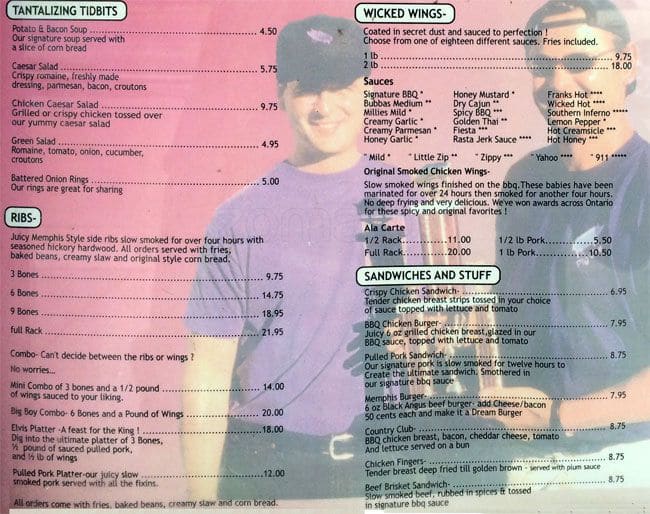 TANTALIZING TIDBITS
Potato & Bacon Soup 4.50
Our signature soup served with
a slice of corn bread
Caesar Salad 5.75
Crispy romaine, freshly made
dressing, parmesan, bacon, croutons
Chicken Caesar Salad 9.75
Grilled or crispy chicken tossed over
our yummy caesar salad
Green Salad 4.95
Romaine, tomato, onion, cucumber,
croutons
Battered Onion Rings 5.00
Our rings are great for sharing
RIBS-
Juicy Memphis Style side ribs slow smoked for over four hours with
seasoned hickory hardwood. All orders served with fries,
baked beans, creamy slaw and original style corn bread.
3 Bones 9.75
6 Bones 14.75
9 Bones 18.95
full Rack 21.95
Combo- Can't decide between the ribs or wings ?
No worries...
Mini Combo of 3 bones and a 1/2 pound 14.00
of wings sauced to your liking.
Big Boy Combo- 6 Bones and a Pound of Wings 20.00
Elvis Platter -A feast for the King ! 18.00
Dig into the ultimate platter of 3 Bones,
½ pound of sauced pulled pork,
and ½ lb of wings
Pulled Pork Platter-our juicy slow 12.00
smoked pork served with all the fixins.
All orders come with fries, baked beans, creamy slaw and corn bread.
WICKED WINGS-
Coated in secret dust and sauced to perfection !
Choose from one of eighteen different sauces. Fries included.
1 lb 9.75
2 lb 18.00
Sauces
Signature BBQ * Honey Mustard * Franks Hot ****
Bubbas Medium ** Dry Cajun ** Wicked Hot ****
Millies Mild * Spicy BBQ *** Southern Inferno *****
Creamy Garlic * Golden Thai ** Lemon Pepper *
Creamy Parmesan * Fiesta *** Hot Creamsicle ***
Honey Garlic * Rasta Jerk Sauce **** Hot Honey ***
" Mild * " Little Zip ** " Zippy *** " Yahoo **** " 911 *****
Original Smoked Chicken Wings-
Slow smoked wings finished on the bbq.These babies have been
marinated for over 24 hours then smoked for another four hours.
No deep frying and very delicious. We've won awards across Ontario
for these spicy and original favorites !
Ala Carte
1/2 Rack 11.00 1/2 lb Pork 5.50
Full Rack 20.00 1 lb Pork 10.50
SANDWICHES AND STUFF
Crispy Chicken Sandwich- 6.95
Tender chicken breast strips tossed in your choice
of sauce topped with lettuce and tomato
BBQ Chicken Burger- 7.95
Juicy 6 oz grilled chicken breast,glazed in our
BBQ sauce, topped with lettuce and tomato
Pulled Pork Sandwich- 8.75
Our signature pork is slow smoked for twelve hours to
Create the ultimate sandwich. Smothered in
our signature bbq sauce
Memphis Burger- 7.95
6 oz Black Angus beef burger- add Cheese/bacon
50 cents each and make it a Dream Burger
Country Club- 8.75
BBQ chicken breast, bacon, cheddar cheese, tomato
And lettuce served on a bun
Chicken Fingers- 8.75
Tender breast deep fried till golden brown - served with plum sauce
Beef Brisket Sandwich- 8.75
Slow smoked beef, rubbed in spices & tossed
in signature bbq sauce